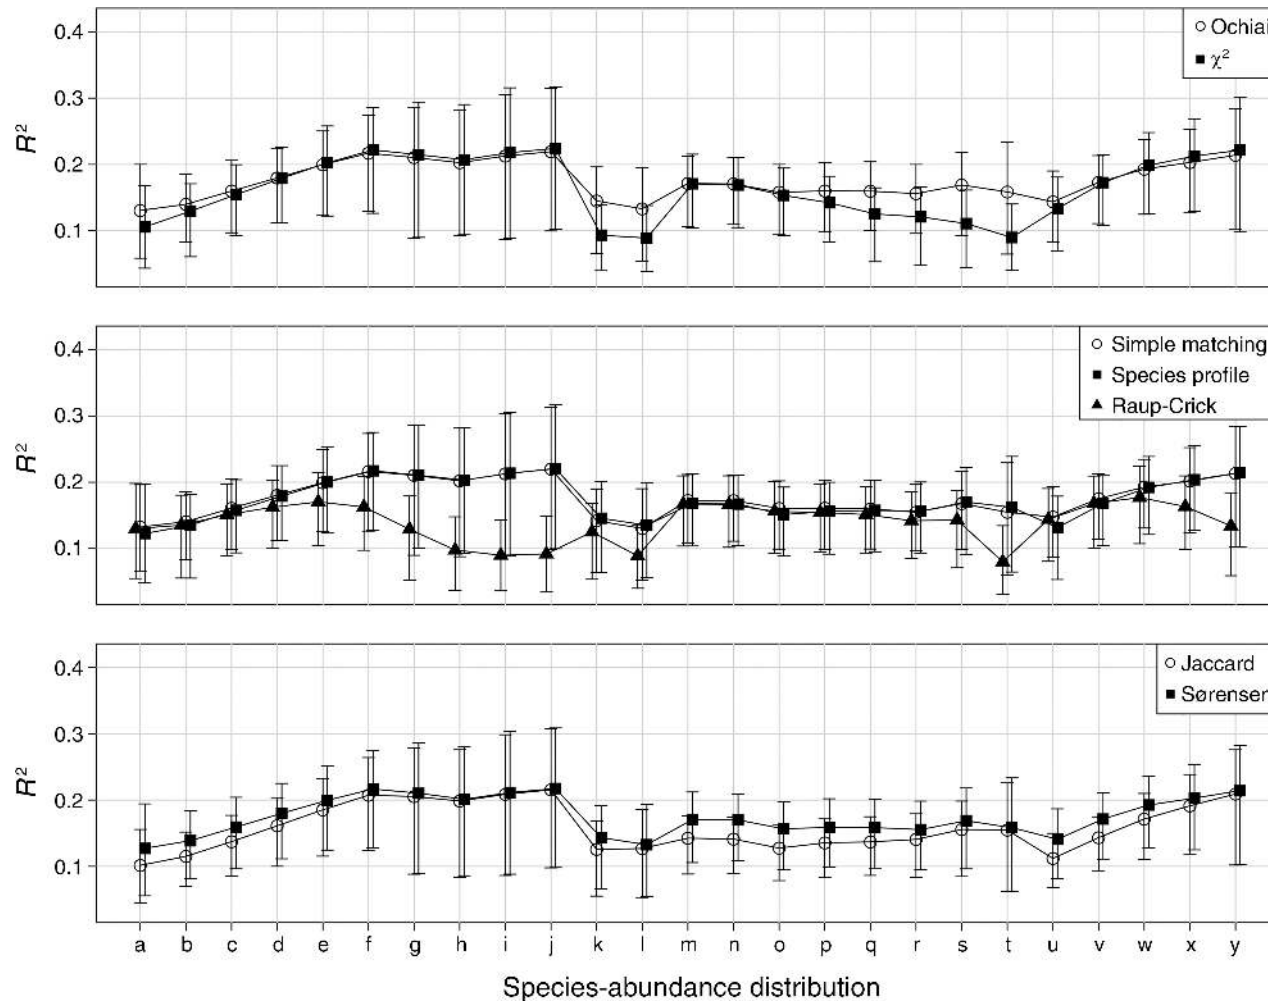 0.4
0.3
0.2
0.1
R²
Ochiai
χ²
0.4
0.3
0.2
0.1
R²
Simple matching
Species profile
Raup-Crick
0.4
0.3
0.2
0.1
R²
Jaccard
Sørensen
a b c d e f g h i j k l m n o p q r s t u v w x y
Species-abundance distribution